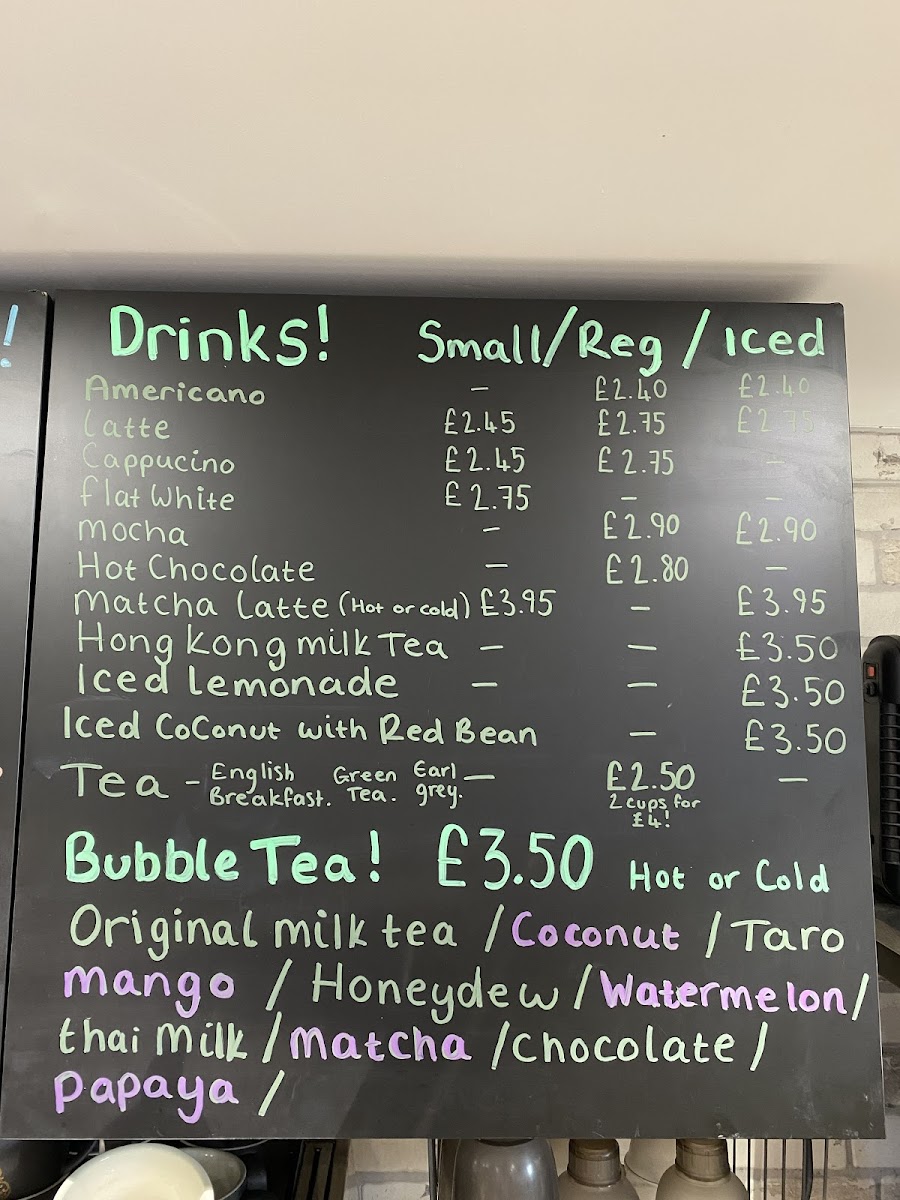 !
Drinks! Small/Reg/Iced
Americano - £2.40 £2.40
Latte £2.45 £2.75 £2.75
Cappucino £2.45 £2.75 -
flat White £2.75 - -
mocha - £2.90 £2.90
Hot Chocolate - £2.80 -
Matcha Latte (Hot or cold) £3.95 - £3.95
Hong kong milk Tea - - £3.50
Iced Lemonade - - £3.50
Iced CoConut with Red Bean - £3.50
Tea - English Breakfast. Green Tea. Earl grey. - £2.50 -
2 cups for
£4!
Bubble Tea! £3.50 Hot or Cold
Original milk tea / Coconut / Taro
mango / Honeydew / Watermelon /
thai milk / matcha / chocolate /
papaya /